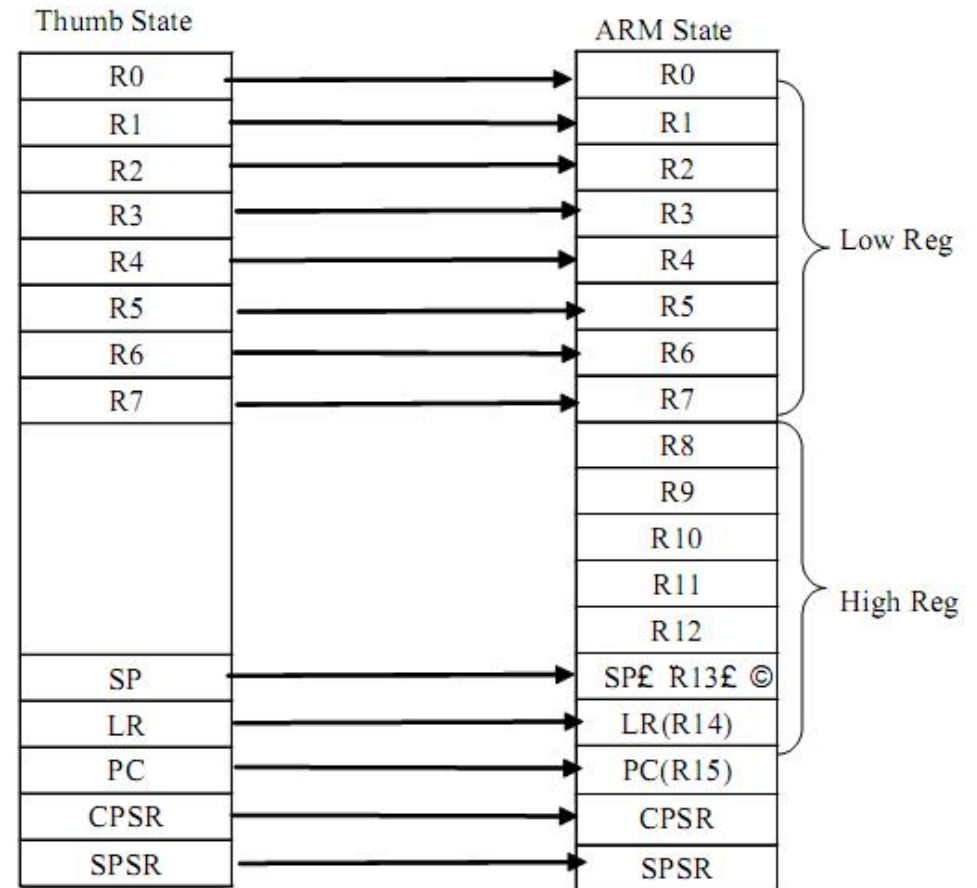 Thumb State
R0
R1
R2
R3
R4
R5
R6
R7
SP
LR
PC
CPSR
SPSR
ARM State
R0
R1
R2
R3
R4
R5
R6
R7
R8
R9
R10
R11
R12
SP£ ¨R13£ ©
LR(R14)
PC(R15)
CPSR
SPSR
Low Reg
High Reg